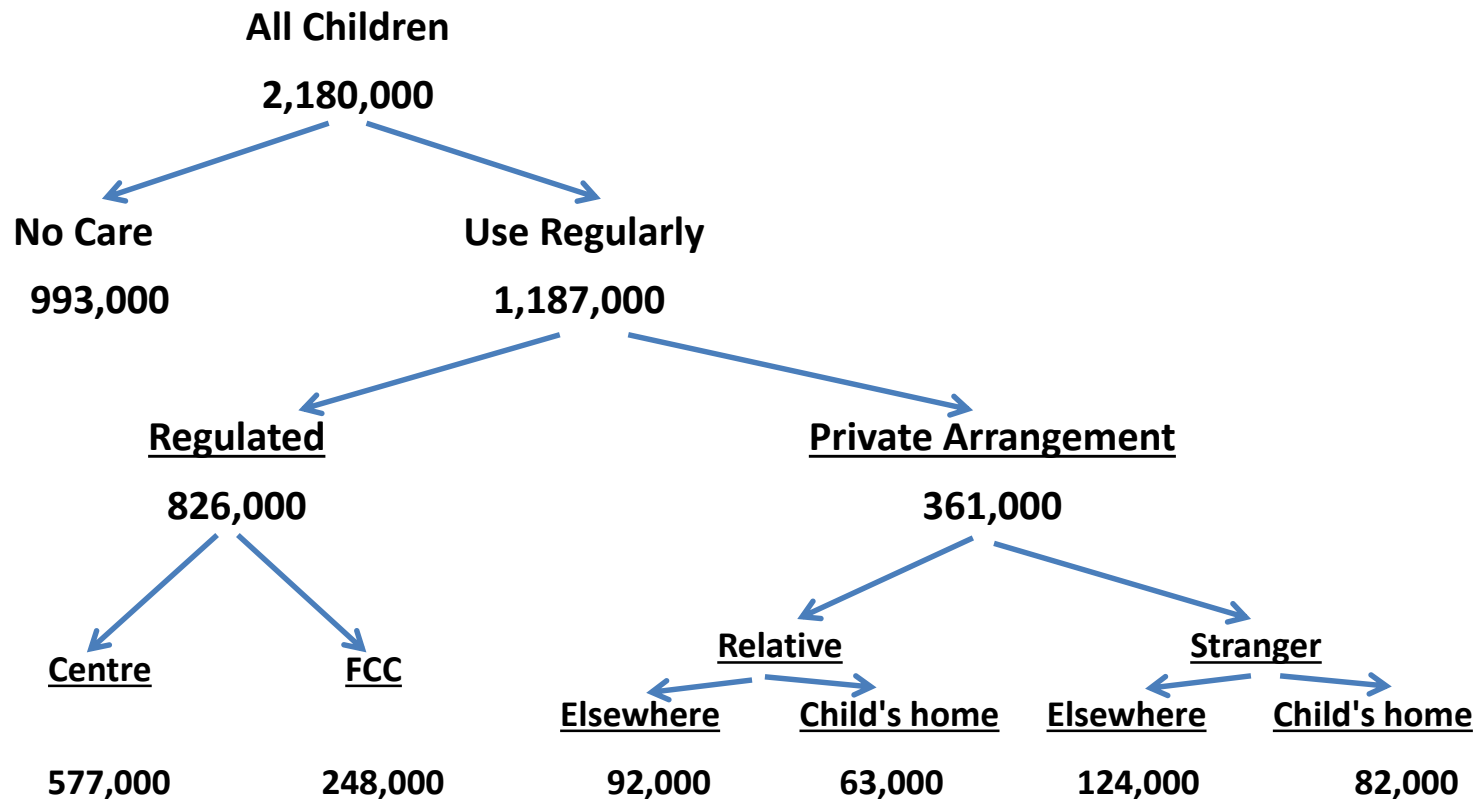 All Children
2,180,000
No Care Use Regularly
993,000 1,187,000
Regulated Private Arrangement
826,000 361,000
Relative Stranger
Centre FCC
Elsewhere Child's home Elsewhere Child's home
577,000 248,000 92,000 63,000 124,000 82,000